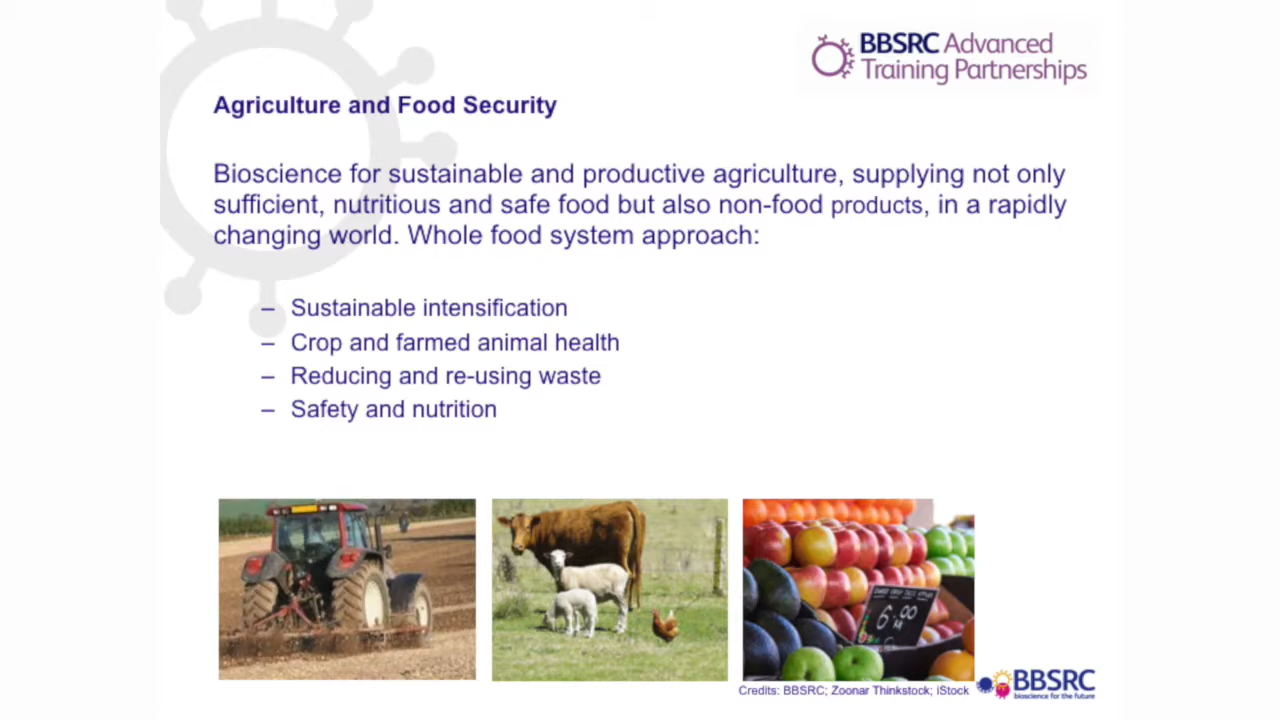 BBSRC Advanced
Training Partnerships
Agriculture and Food Security
Bioscience for sustainable and productive agriculture, supplying not only
sufficient, nutritious and safe food but also non-food products, in a rapidly
changing world. Whole food system approach:
– Sustainable intensification
– Crop and farmed animal health
– Reducing and re-using waste
– Safety and nutrition
6.00
Credits: BBSRC; Zoonar Thinkstock; iStock
BBSRC
bioscience for the future